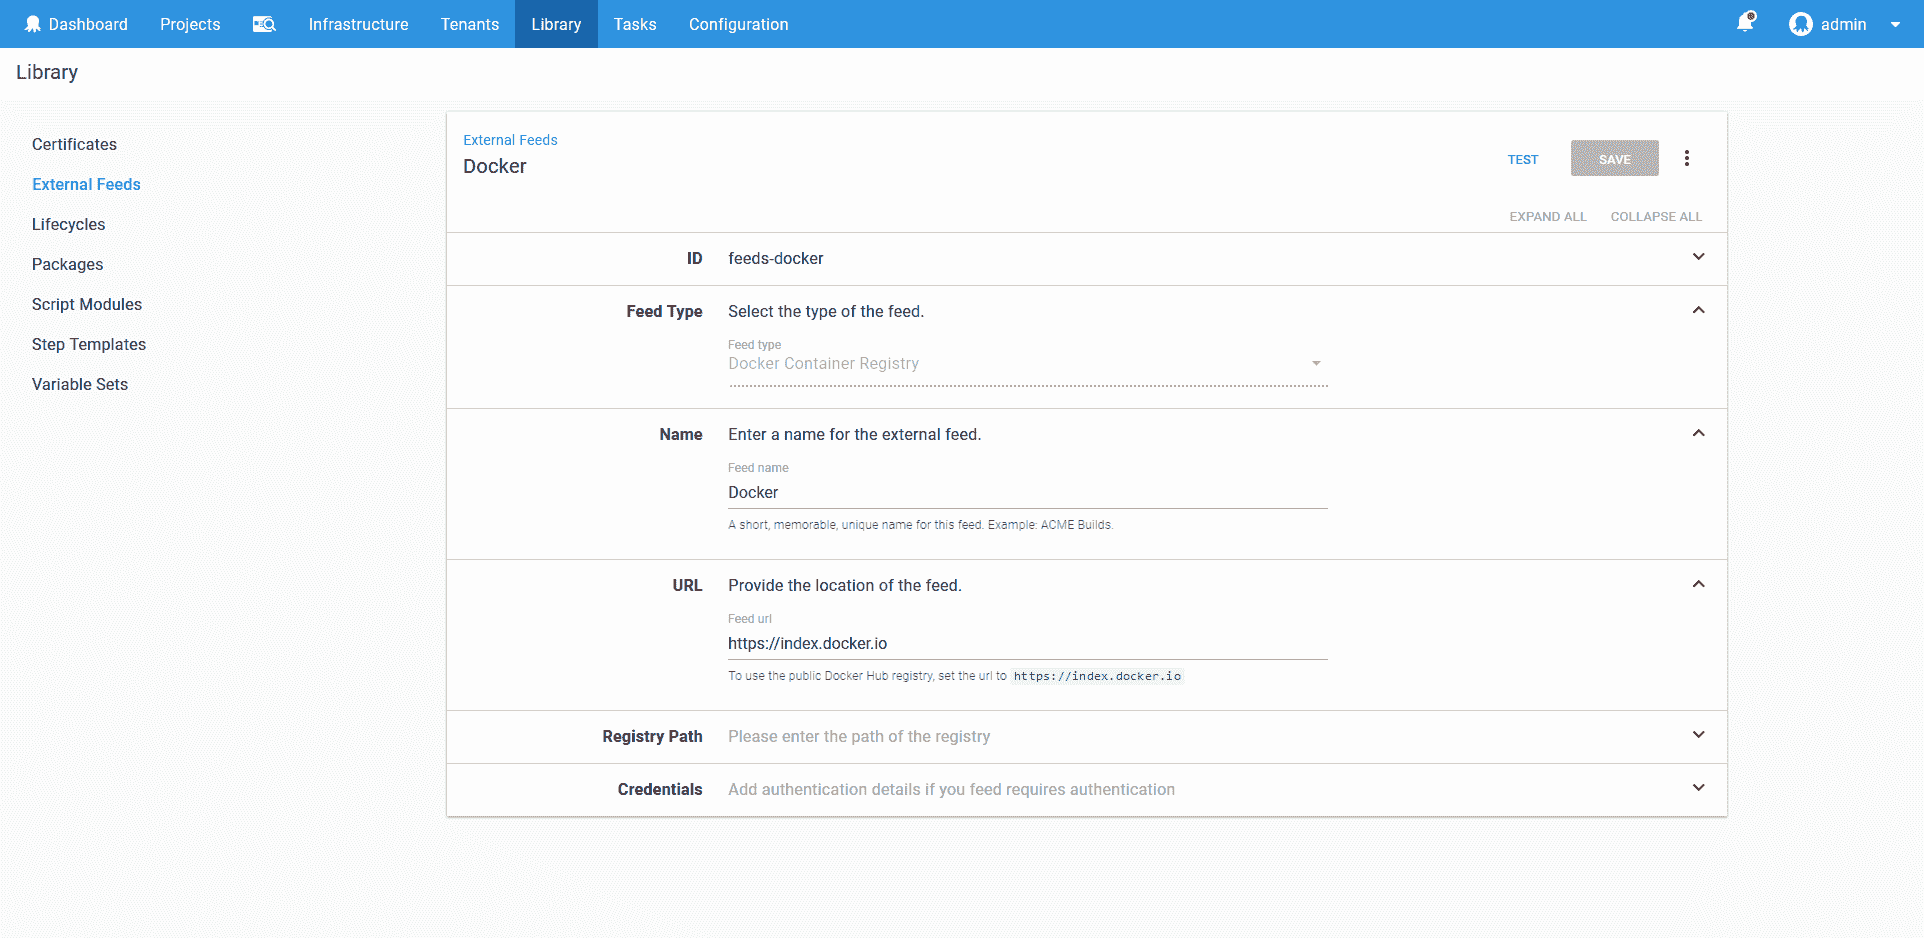 Dashboard Projects Infrastructure Tenants Library Tasks Configuration admin
Library
Certificates
External Feeds
Lifecycles
Packages
Script Modules
Step Templates
Variable Sets
External Feeds
Docker
TEST SAVE
EXPAND ALL COLLAPSE ALL
ID feeds-docker
Feed Type Select the type of the feed.
Feed type
Docker Container Registry
Name Enter a name for the external feed.
Feed name
Docker
A short, memorable, unique name for this feed. Example: ACME Builds.
URL Provide the location of the feed.
Feed url
https://index.docker.io
To use the public Docker Hub registry, set the url to https://index.docker.io
Registry Path Please enter the path of the registry
Credentials Add authentication details if you feed requires authentication